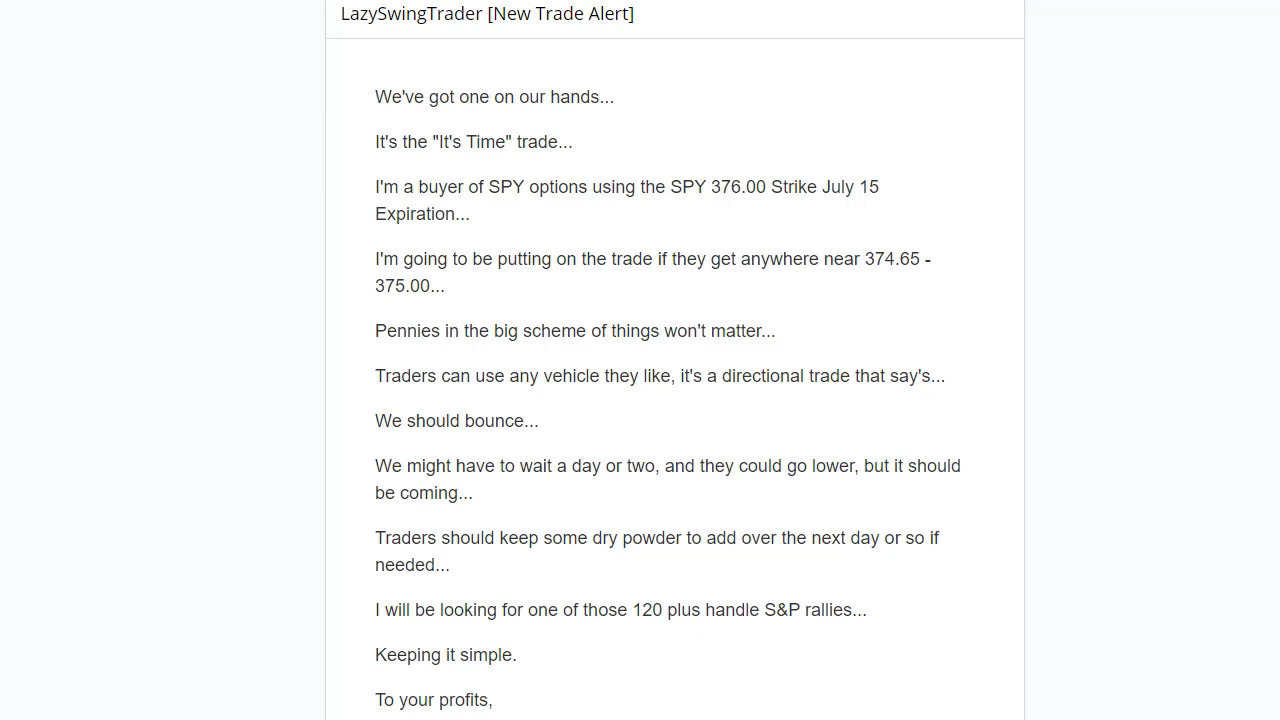 LazySwingTrader [New Trade Alert]
We've got one on our hands...
It's the "It's Time" trade...
I'm a buyer of SPY options using the SPY 376.00 Strike July 15
Expiration...
I'm going to be putting on the trade if they get anywhere near 374.65 -
375.00...
Pennies in the big scheme of things won't matter...
Traders can use any vehicle they like, it's a directional trade that say's...
We should bounce...
We might have to wait a day or two, and they could go lower, but it should
be coming...
Traders should keep some dry powder to add over the next day or so if
needed...
I will be looking for one of those 120 plus handle S&P rallies...
Keeping it simple.
To your profits,